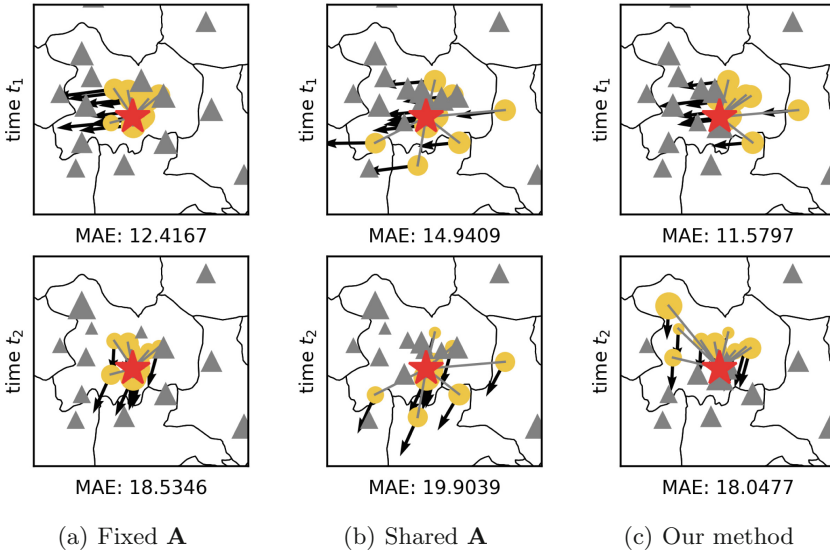 time t1
MAE: 12.4167
MAE: 14.9409
time t1
MAE: 11.5797
time t1
time t2
MAE: 18.5346
time t2
MAE: 19.9039
time t2
MAE: 18.0477
(a) Fixed A
(b) Shared A
(c) Our method